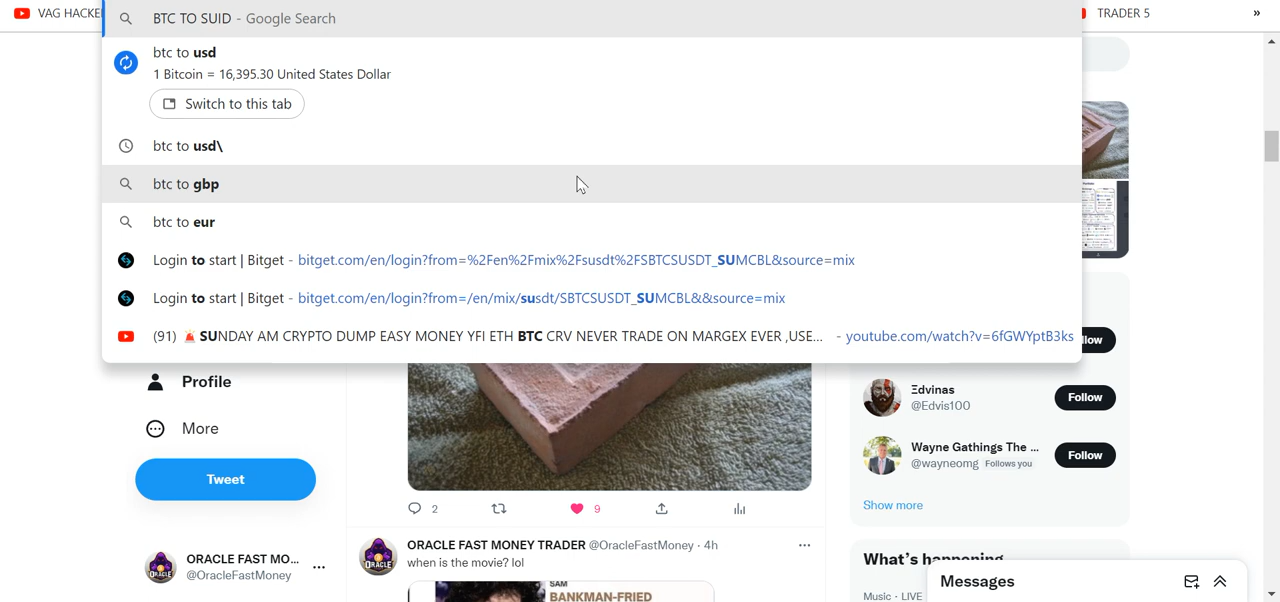 VAG HACKE
TRADER 5
»
BTC TO SUID - Google Search
btc to usd
1 Bitcoin = 16,395.30 United States Dollar
Switch to this tab
btc to usd\
btc to gbp
btc to eur
Login to start | Bitget - bitget.com/en/login?from=%2Fen%2Fmix%2Fsusdt%2FSBTCSUSDT_SUMCBL&source=mix
Login to start | Bitget - bitget.com/en/login?from=/en/mix/susdt/SBTCSUSDT_SUMCBL&&source=mix
(91) 🚨 SUNDAY AM CRYPTO DUMP EASY MONEY YFI ETH BTC CRV NEVER TRADE ON MARGEX EVER ,USE... - youtube.com/watch?v=6fGWYptB3ks
Profile
More
Tweet
ORACLE FAST MO...
@OracleFastMoney
2
9
ORACLE FAST MONEY TRADER @OracleFastMoney · 4h
when is the movie? lol
SAM
BANKMAN-FRIED
llow
Ξdvinas
@Edvis100
Follow
Wayne Gathings The ...
@wayneomg Follows you
Follow
Show more
What's happening
Music · LIVE
Messages